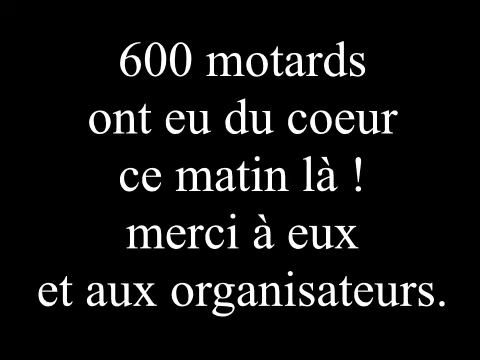 600 motards
ont eu du coeur
ce matin là !
merci à eux
et aux organisateurs.